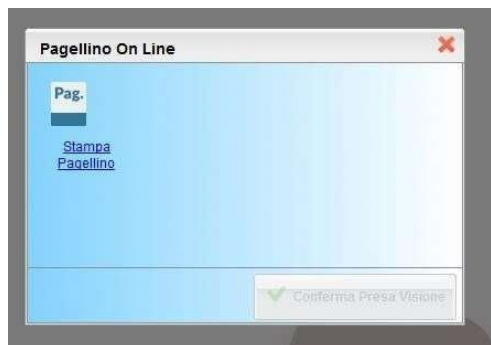 Pagellino On Line
Pag.
Stampa
Pagellino
Conferma Presa Visione